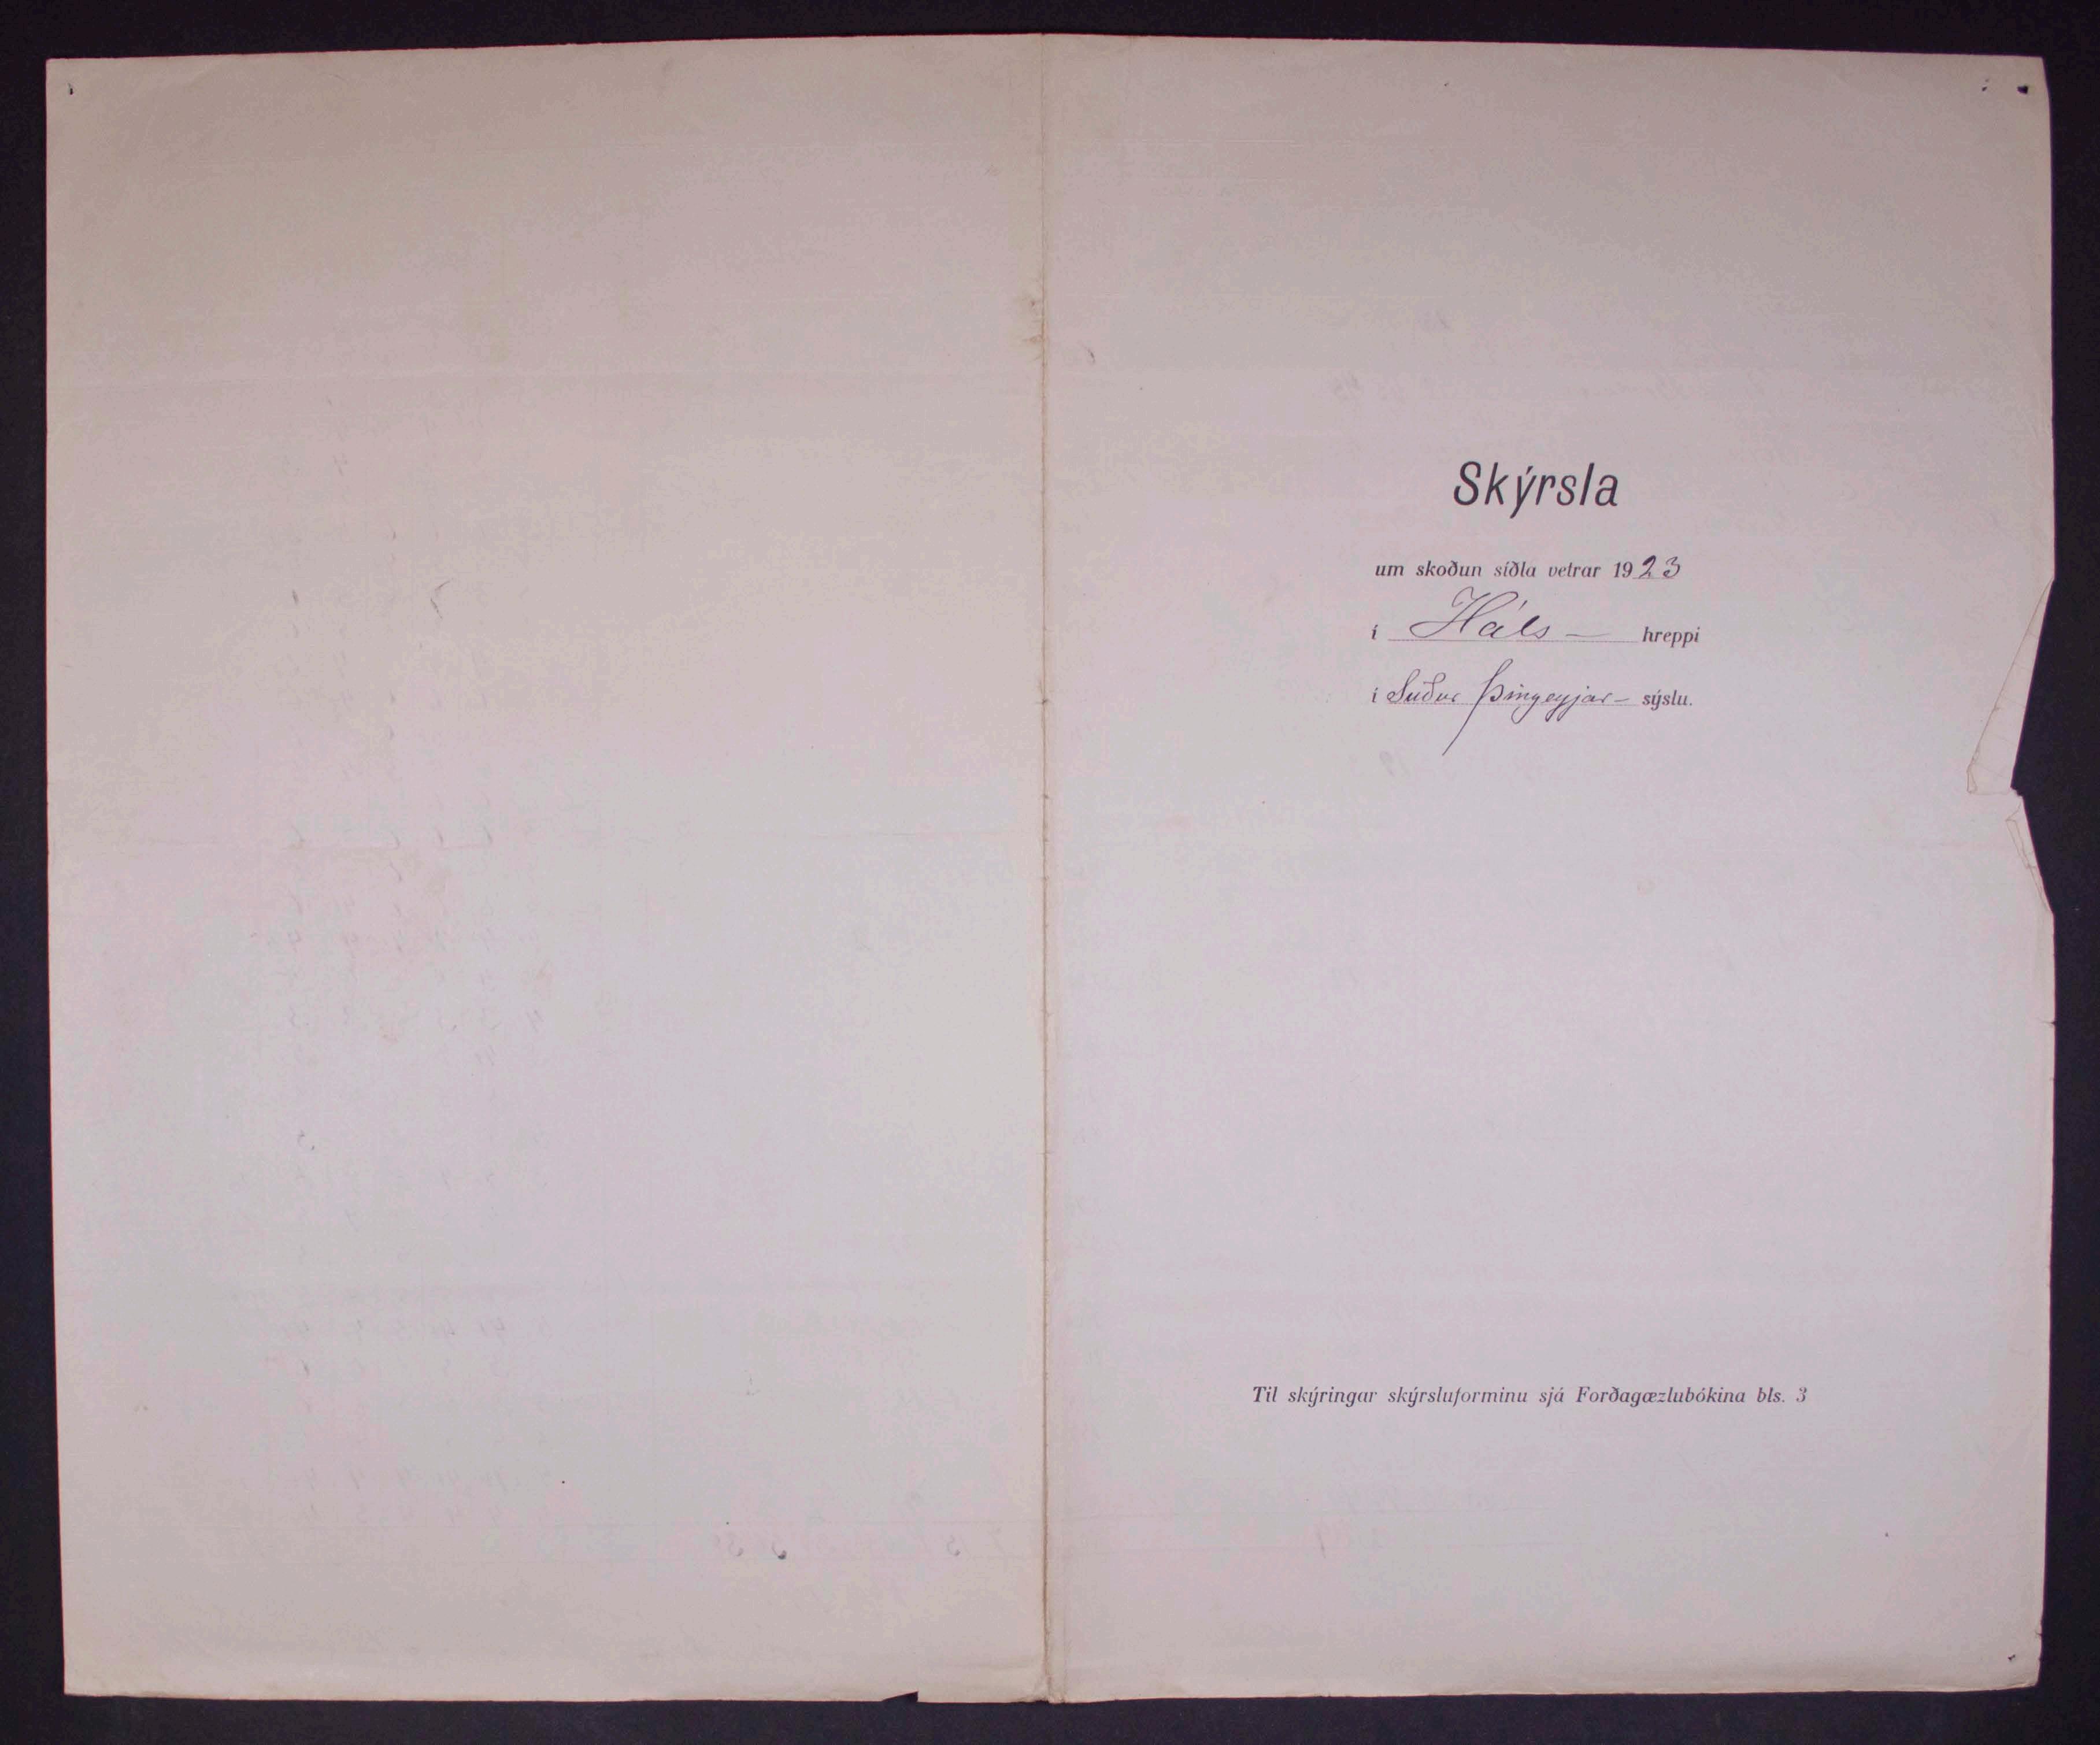 Skýrsla
um skoðun síðla vetrar 1923
í Háls- hreppi
í Suður Þingeyjar- sýslu.
Til skýringar skýrsluforminu sjá Forðagæzlubókina bls. 3